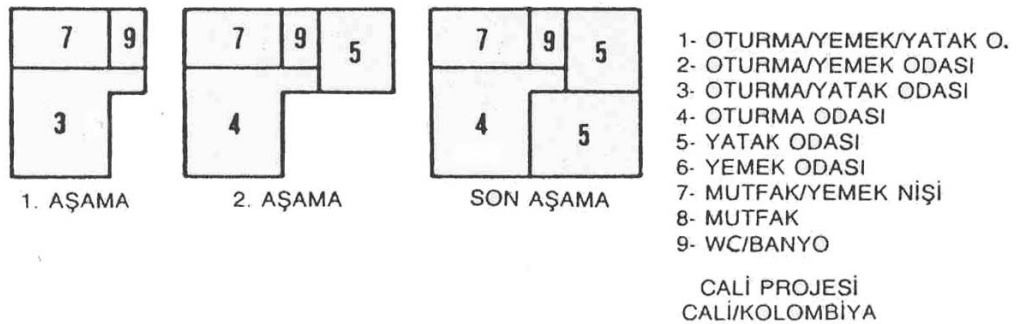 7 9
3
1. AŞAMA
7 9 5
4
2. AŞAMA
7 9 5
4 5
SON AŞAMA
1- OTURMA/YEMEK/YATAK O.
2- OTURMA/YEMEK ODASI
3- OTURMA/YATAK ODASI
4- OTURMA ODASI
5- YATAK ODASI
6- YEMEK ODASI
7- MUTFAK/YEMEK NİŞİ
8- MUTFAK
9- WC/BANYO
CALİ PROJESİ
CALİ/KOLOMBİYA